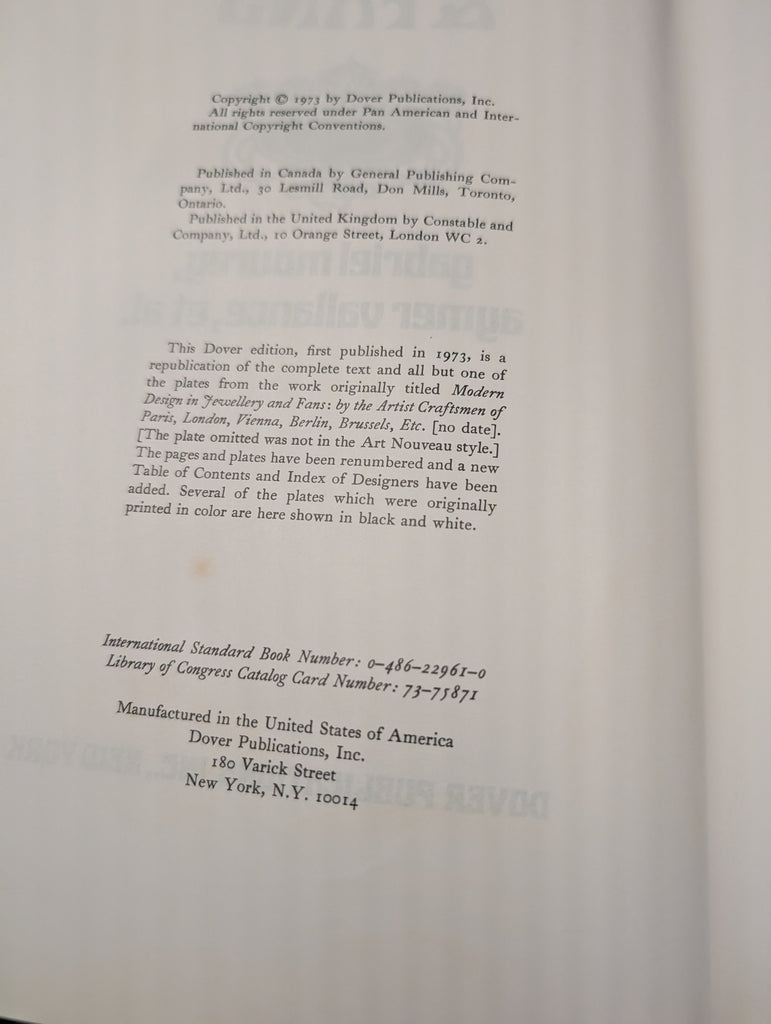 Copyright © 1973 by Dover Publications, Inc.
All rights reserved under Pan American and Inter-
national Copyright Conventions.
Published in Canada by General Publishing Com-
pany, Ltd., 30 Lesmill Road, Don Mills, Toronto,
Ontario.
Published in the United Kingdom by Constable and
Company, Ltd., 10 Orange Street, London WC 2.
This Dover edition, first published in 1973, is a
republication of the complete text and all but one of
the plates from the work originally titled Modern
Design in Jewellery and Fans: by the Artist Craftsmen of
Paris, London, Vienna, Berlin, Brussels, Etc. [no date].
[The plate omitted was not in the Art Nouveau style.]
The pages and plates have been renumbered and a new
Table of Contents and Index of Designers have been
added. Several of the plates which were originally
printed in color are here shown in black and white.
International Standard Book Number: 0-486-22961-0
Library of Congress Catalog Card Number: 73-75871
Manufactured in the United States of America
Dover Publications, Inc.
180 Varick Street
New York, N.Y. 10014